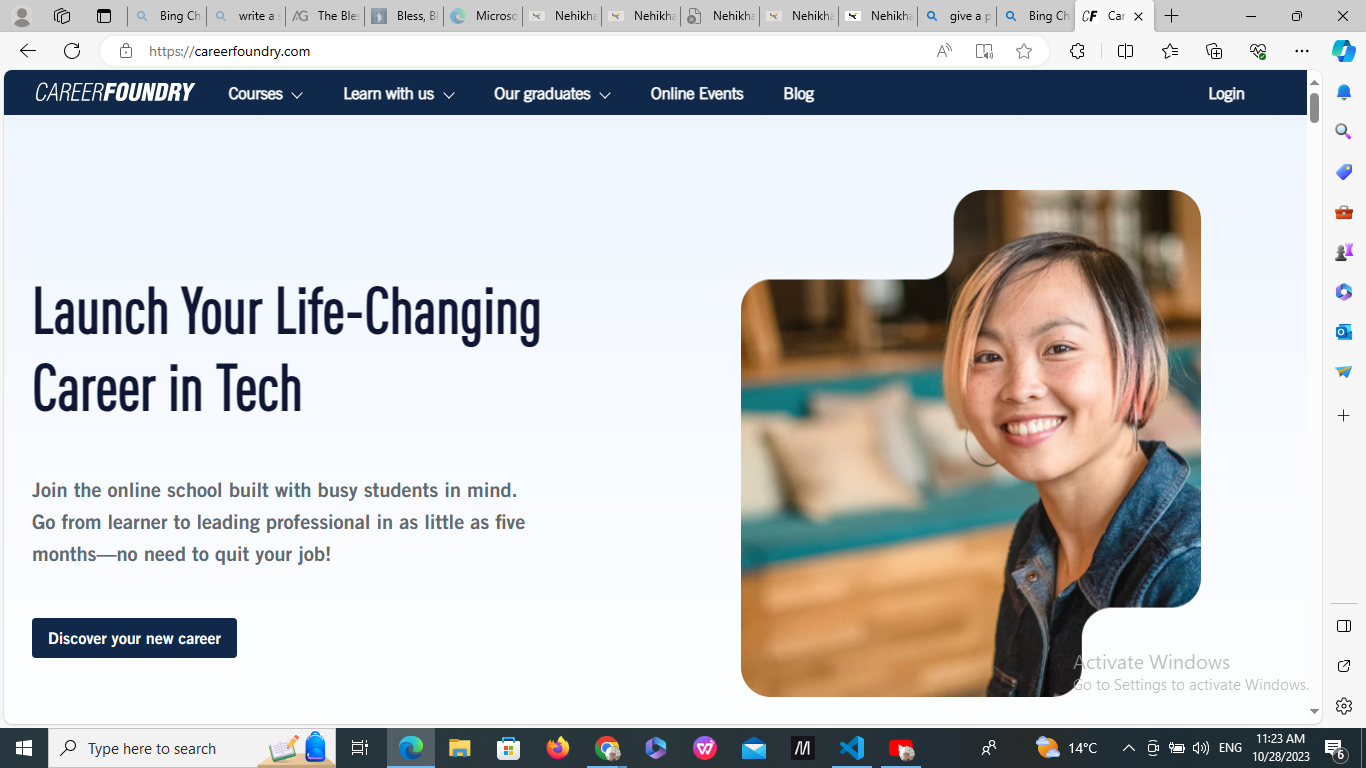 Bing Ch
write a s
The Bles
Bless, Bl
Microso
Nehikha
Nehikha
Nehikha
Nehikha
Nehikha
give a p
Bing Ch
Car
https://careerfoundry.com
CAREERFOUNDRY
Courses
Learn with us
Our graduates
Online Events
Blog
Login
Launch Your Life-Changing
Career in Tech
Join the online school built with busy students in mind.
Go from learner to leading professional in as little as five
months—no need to quit your job!
Discover your new career
Activate Windows
Go to Settings to activate Windows.
Type here to search
14°C
ENG
11:23 AM
10/28/2023
6